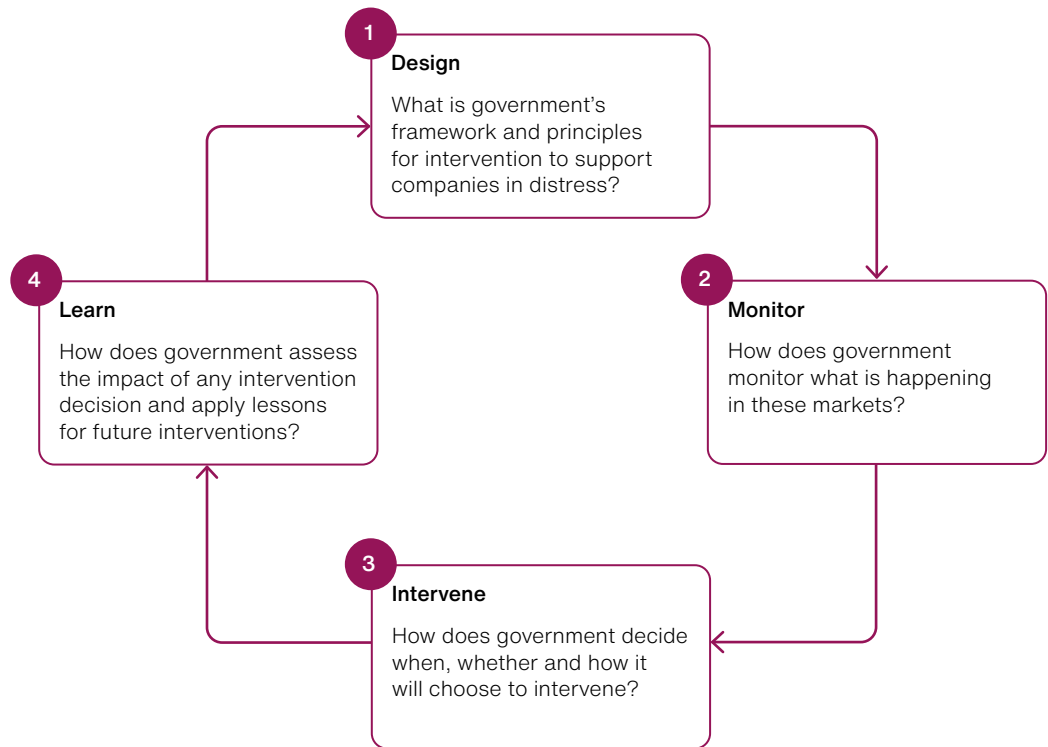 1
Design
What is government’s
framework and principles
for intervention to support
companies in distress?
2
Monitor
How does government
monitor what is happening
in these markets?
3
Intervene
How does government decide
when, whether and how it
will choose to intervene?
4
Learn
How does government assess
the impact of any intervention
decision and apply lessons
for future interventions?